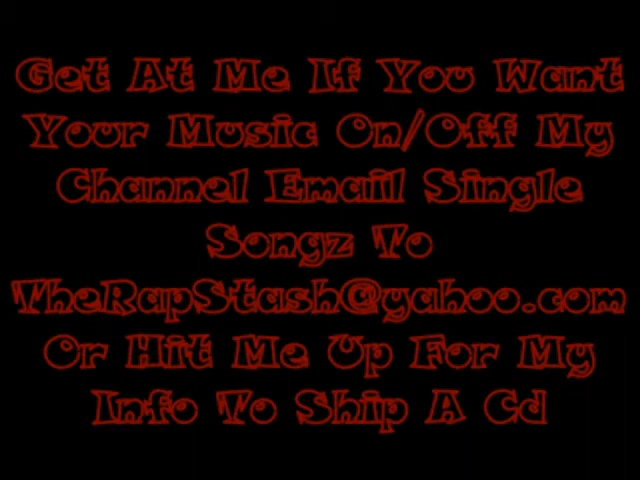 Get At Me If You Want
Your Music On/Off My
Channel Email Single
Songz To
TheRapStash@yahoo.com
Or Hit Me Up For My
Info To Ship A Cd